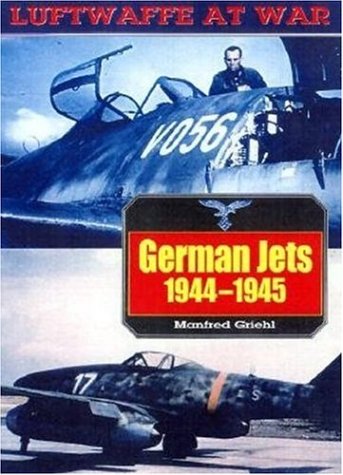 LUFTWAFFE AT WAR
V056
German Jets
1944–1945
Manfred Griehl
17